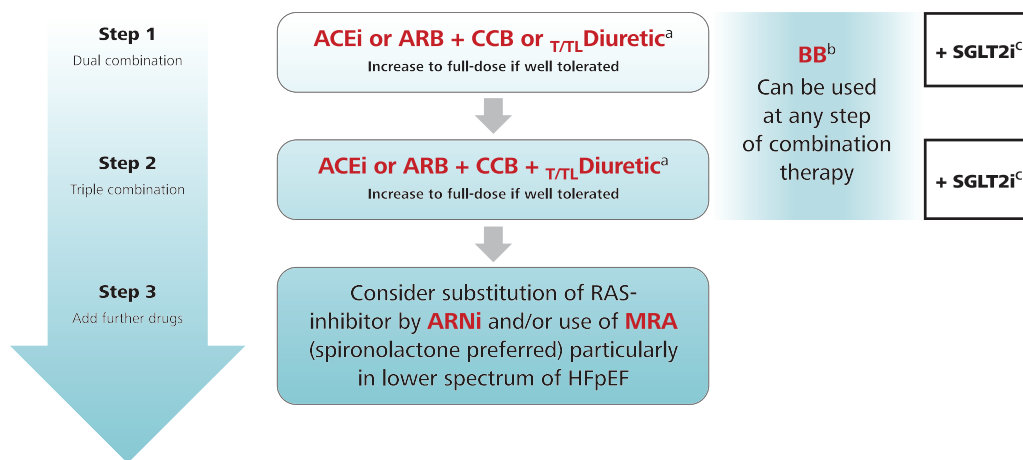 Step 1
Dual combination
ACEi or ARB + CCB or T/TLDiuretica
Increase to full-dose if well tolerated
BBb
Can be used
at any step
of combination
therapy
+ SGLT2iC
Step 2
Triple combination
ACEi or ARB + CCB + T/TLDiuretica
Increase to full-dose if well tolerated
+ SGLT2iC
Step 3
Add further drugs
Consider substitution of RAS-
inhibitor by ARNi and/or use of MRA
(spironolactone preferred) particularly
in lower spectrum of HFpEF